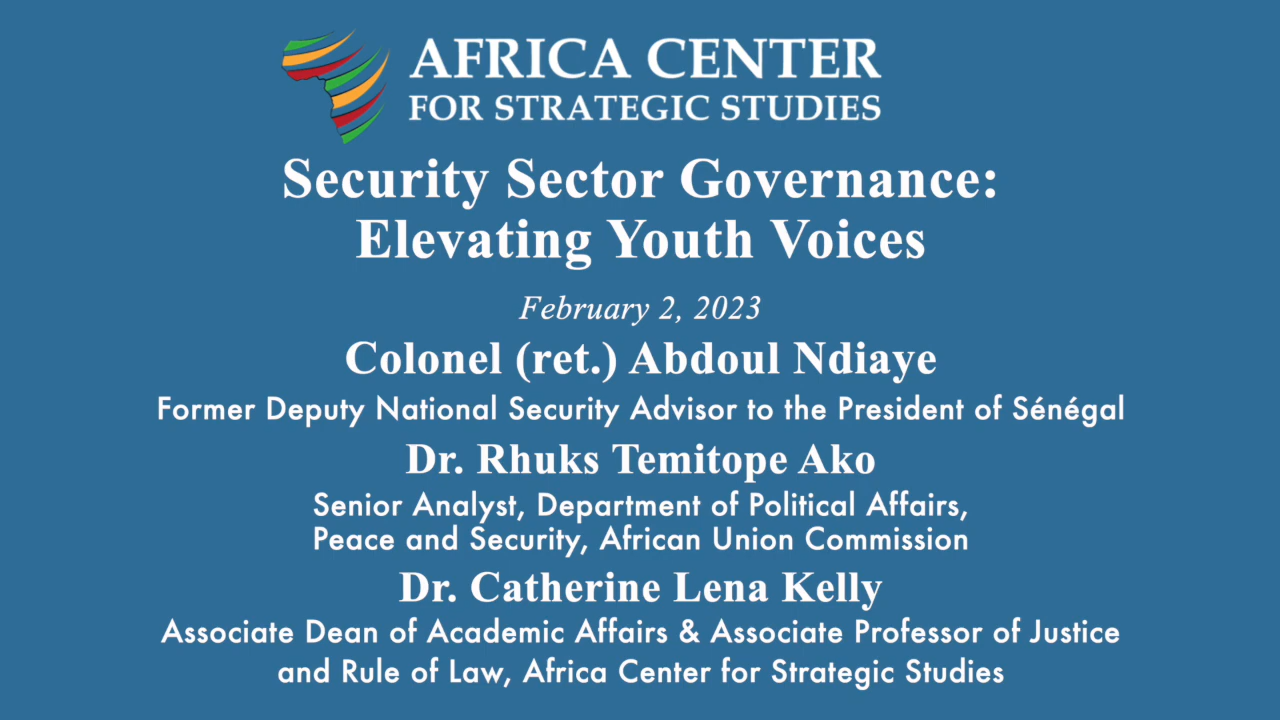 AFRICA CENTER
FOR STRATEGIC STUDIES
Security Sector Governance:
Elevating Youth Voices
February 2, 2023
Colonel (ret.) Abdoul Ndiaye
Former Deputy National Security Advisor to the President of Sénégal
Dr. Rhuks Temitope Ako
Senior Analyst, Department of Political Affairs,
Peace and Security, African Union Commission
Dr. Catherine Lena Kelly
Associate Dean of Academic Affairs & Associate Professor of Justice
and Rule of Law, Africa Center for Strategic Studies